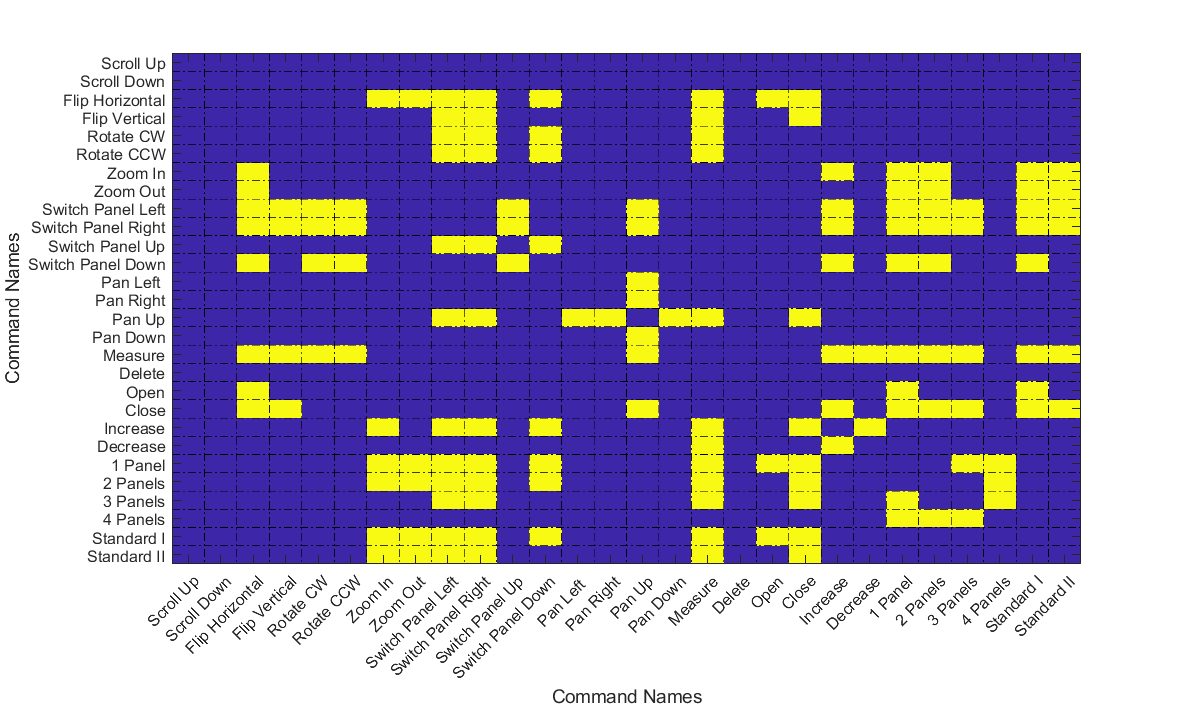 Scroll Up
Scroll Down
Flip Horizontal
Flip Vertical
Rotate CW
Rotate CCW
Zoom In
Zoom Out
Switch Panel Left
Switch Panel Right
Switch Panel Up
Switch Panel Down
Pan Left
Pan Right
Pan Up
Pan Down
Measure
Delete
Open
Close
Increase
Decrease
1 Panel
2 Panels
3 Panels
4 Panels
Standard I
Standard II
Command Names
Scroll Up
Scroll Down
Flip Horizontal
Flip Vertical
Rotate CW
Rotate CCW
Zoom In
Zoom Out
Switch Panel Left
Switch Panel Right
Switch Panel Up
Switch Panel Down
Pan Left
Pan Right
Pan Up
Pan Down
Measure
Delete
Open
Close
Increase
Decrease
1 Panel
2 Panels
3 Panels
4 Panels
Standard I
Standard II
Command Names